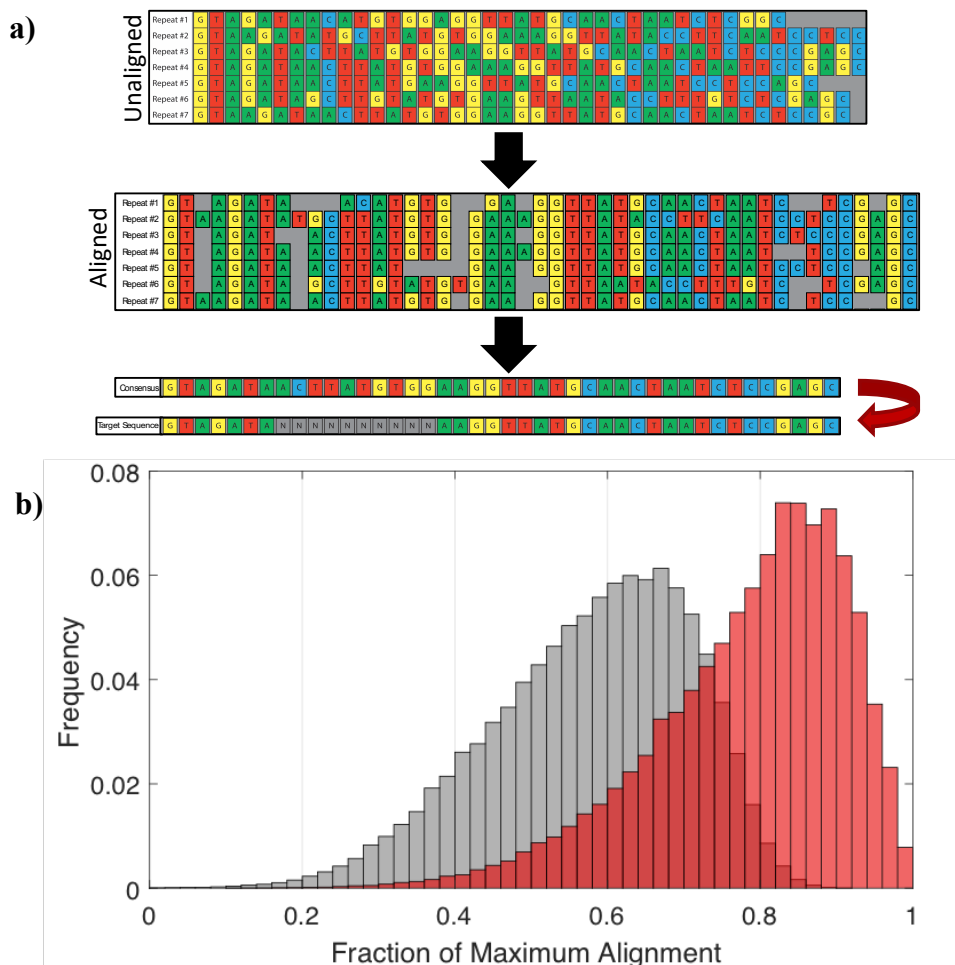 a)
Unaligned
Repeat #1 G T A G A T A A C A T G T G G A G G T T A T G C A A C T A A T C T C G G C
Repeat #2 G T A A G A T A T G C T T A T G T G G A A A G G T T A T A C C T T C A A T C C T C C
Repeat #3 G T A G A T A C T T A T G T G G A A G G T T A T G C A A C T A A T C T C C C G A G C
Repeat #4 G T A G A T A A C T T A T G T G G A A A G G T T A T G C A A C T A A T T C C G A G C
Repeat #5 G T A G A T A A C T T A T G A A G G T T A T G C A A C T A A T C C T C C A G C
Repeat #6 G T A G A T A G C T T G T A T G T G A A G T T A A T A C C T T T G T C T C G A G C
Repeat #7 G T A A G A T A A C T T A T G T G G A A G G T T A T G C A A C T A A T C T C C G C
Aligned
Repeat #1 G T A G A T A A C A T G T G G A G G T T A T G C A A C T A A T C T C G G C
Repeat #2 G T A A G A T A T G C T T A T G T G G A A A G G T T A T A C C T T C A A T C C T C C G A G C
Repeat #3 G T A G A T A C T T A T G T G G A A G G T T A T G C A A C T A A T C T C C C G A G C
Repeat #4 G T A G A T A A C T T A T G T G G A A A G G T T A T G C A A C T A A T T C C G A G C
Repeat #5 G T A G A T A A C T T A T G A A G G T T A T G C A A C T A A T C C T C C A G C
Repeat #6 G T A G A T A G C T T G T A T G T G A A G T T A A T A C C T T T G T C T C G A G C
Repeat #7 G T A A G A T A A C T T A T G T G G A A G G T T A T G C A A C T A A T C T C C G C
Consensus G T A G A T A A C T T A T G T G G A A G G T T A T G C A A C T A A T C T C C G A G C
Target Sequence G T A G A T A N N N N N N N N N N A A G G T T A T G C A A C T A A T C T C C G A G C
b)
Frequency
0.08
0.06
0.04
0.02
0
0 0.2 0.4 0.6 0.8 1
Fraction of Maximum Alignment